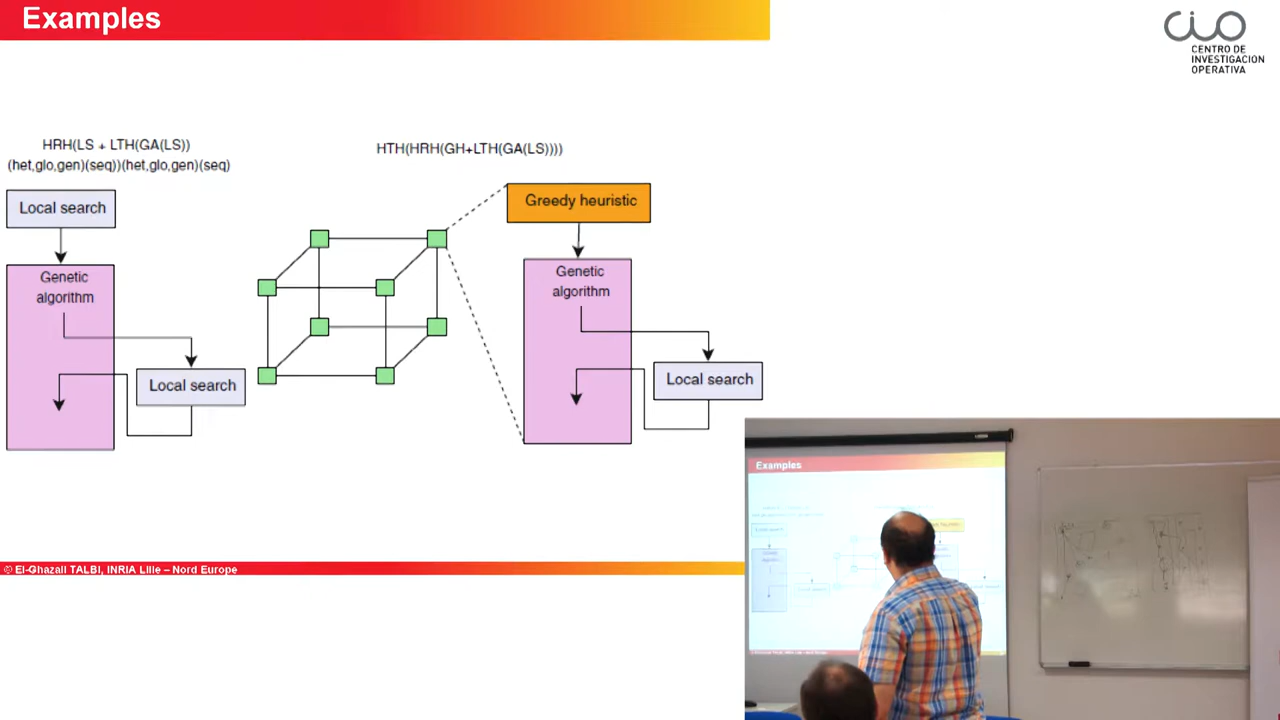 Examples
CENTRO DE
INVESTIGACION
OPERATIVA
HRH(LS + LTH(GA(LS))
(het,glo,gen)(seq))(het,glo,gen)(seq)
HTH(HRH(GH+LTH(GA(LS))))
Local search
Genetic
algorithm
Local search
Greedy heuristic
Genetic
algorithm
Local search
© El-Ghazali TALBI, INRIA Lille – Nord Europe
Examples